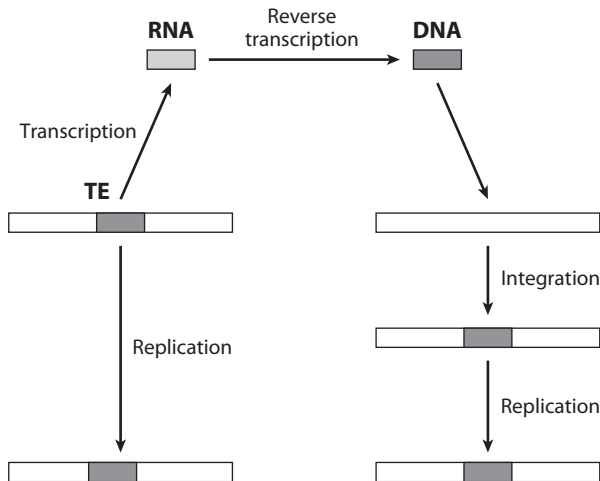 RNA
Reverse
transcription
DNA
Transcription
TE
Integration
Replication
Replication